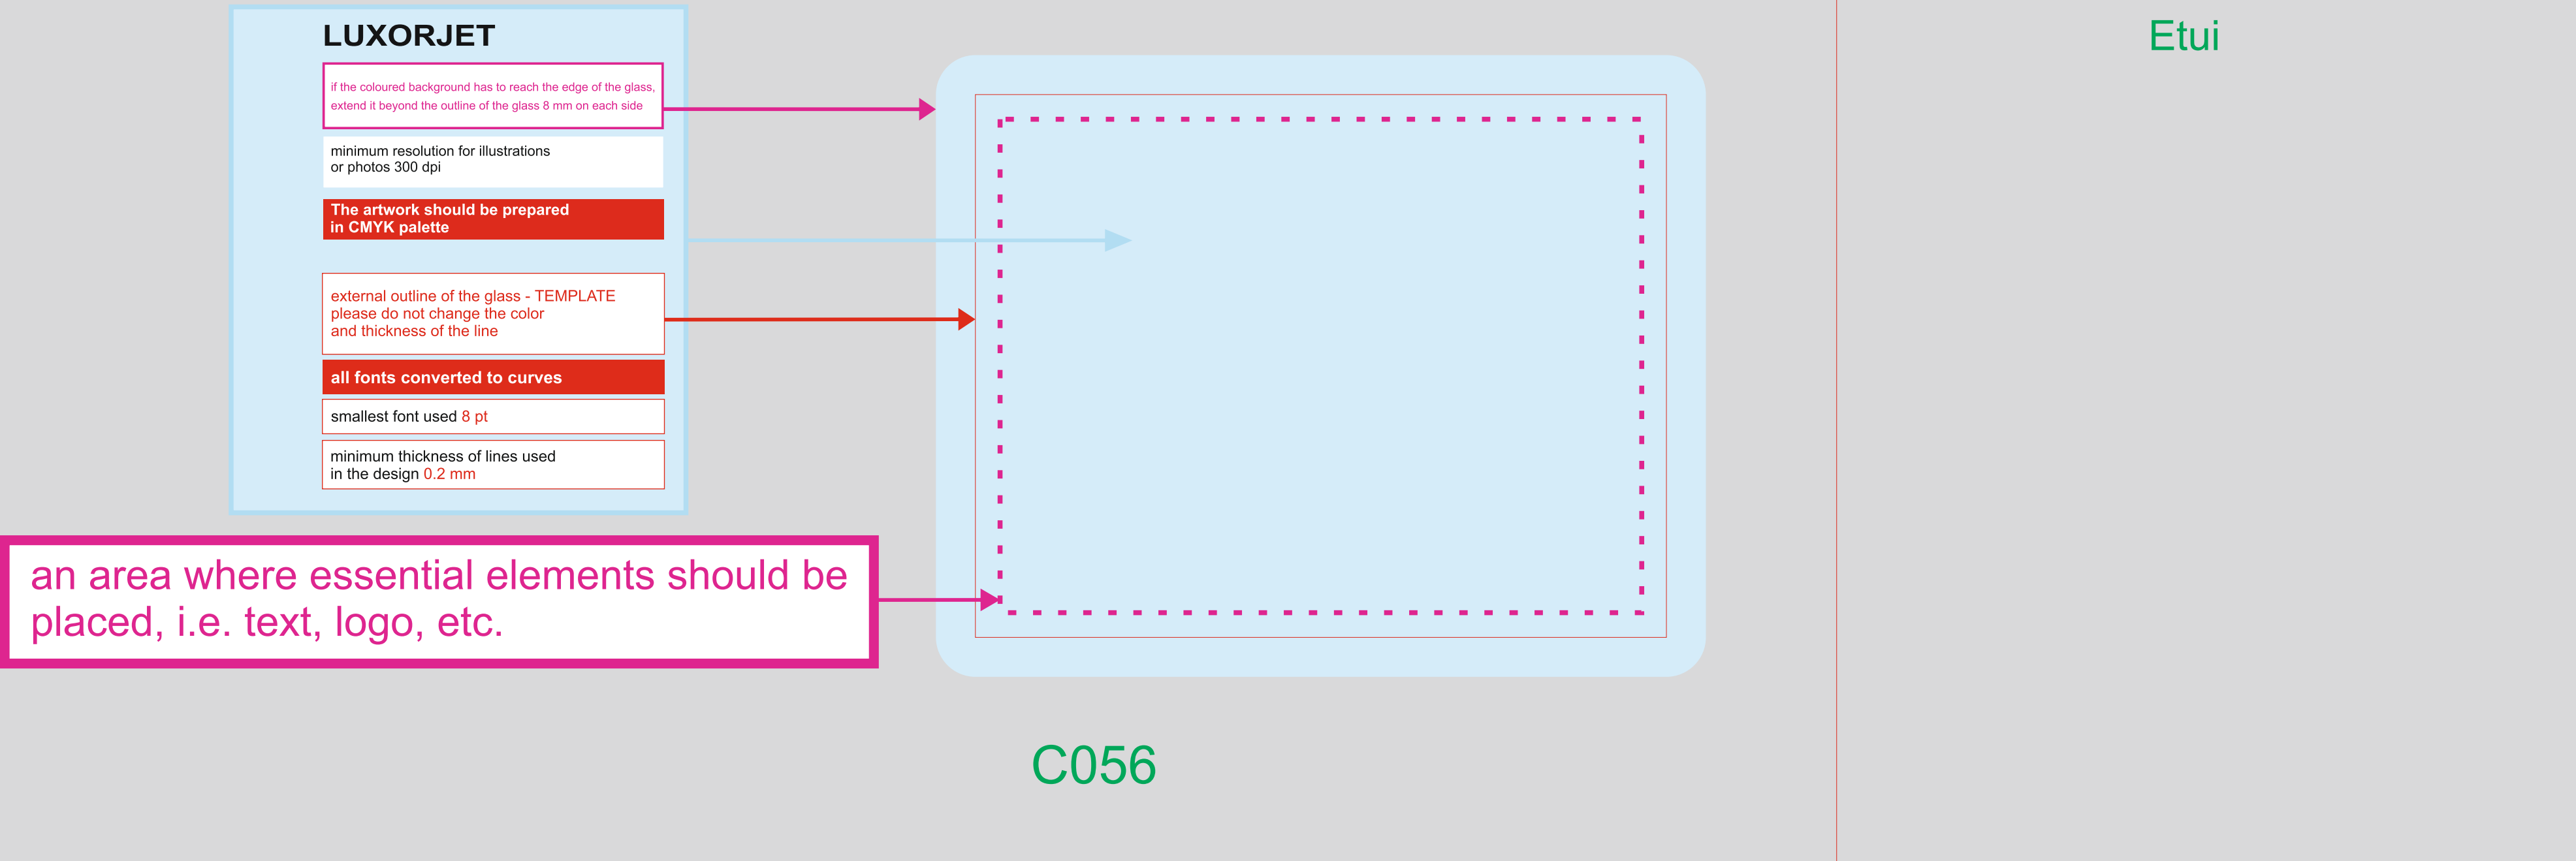 LUXORJET
if the coloured background has to reach the edge of the glass,
extend it beyond the outline of the glass 8 mm on each side
minimum resolution for illustrations
or photos 300 dpi
The artwork should be prepared
in CMYK palette
external outline of the glass - TEMPLATE
please do not change the color
and thickness of the line
all fonts converted to curves
smallest font used 8 pt
minimum thickness of lines used
in the design 0.2 mm
an area where essential elements should be
placed, i.e. text, logo, etc.
C056
Etui